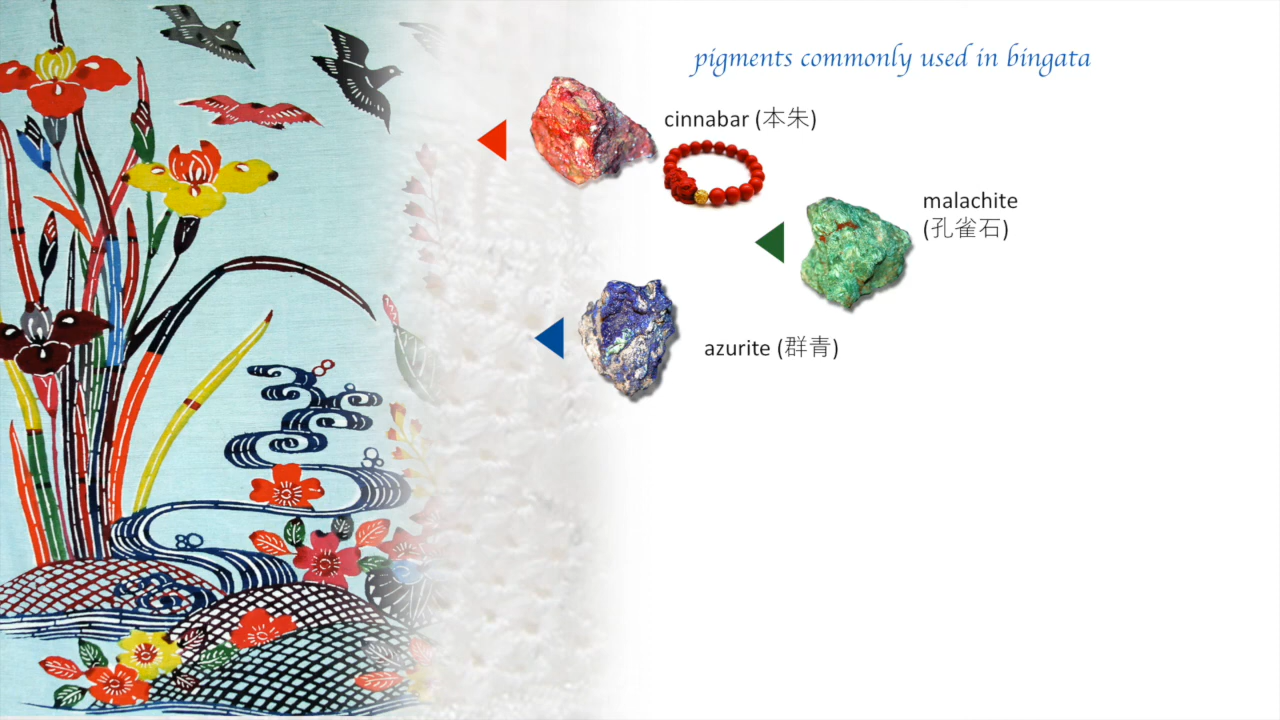 pigments commonly used in bingata
cinnabar (本朱)
malachite
(孔雀石)
azurite (群青)